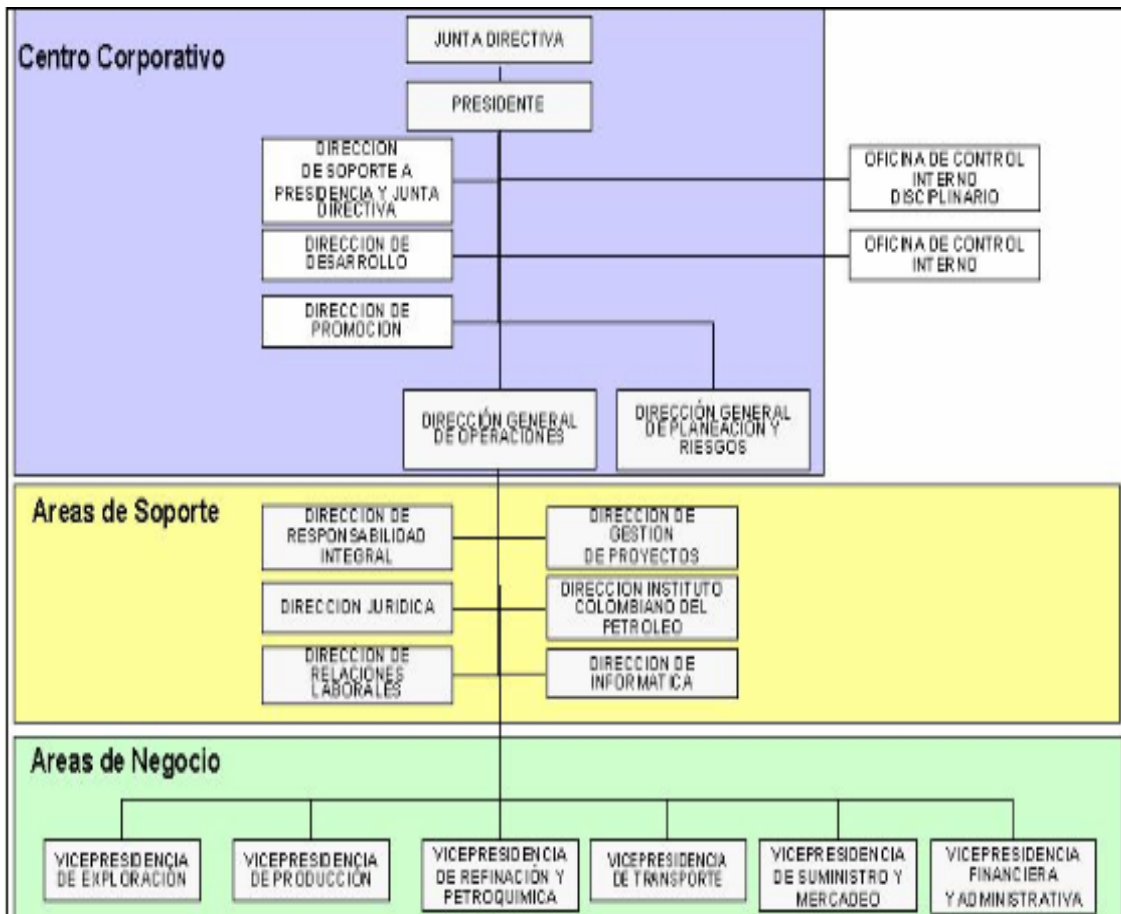 Centro Corporativo
JUNTA DIRECTIVA
PRESIDENTE
DIRECCION
DE SOPORTE A
PRESIDENCIA Y JUNTA
DIRECTIVA
OFICINA DE CONTROL
INTERNO
DISCIPLINARIO
DIRECCION DE
DESARROLLO
OFICINA DE CONTROL
INTERNO
DIRECCION DE
PROMOCION
DIRECCIÓN GENERAL
DE OPERACIONES
DIRECCIÓN GENERAL
DE PLANEACION Y
RIESGOS
Areas de Soporte
DIRECCION DE
RESPONSABILIDAD
INTEGRAL
DIRECCION DE
GESTION
DE PROYECTOS
DIRECCION JURIDICA
DIRECCION INSTITUTO
COLOMBIANO DEL
PETROLEO
DIRECCION DE
RELACIONES
LABORALES
DIRECCION DE
INFORMATICA
Areas de Negocio
VICEPRESIDENCIA
DE EXPLORACIÓN
VICEPRESIDENCIA
DE PRODUCCIÓN
VICEPRESIDENCIA
DE REFINACIÓN Y
PETROQUIMICA
VICEPRESIDENCIA
DE TRANSPORTE
VICEPRESIDENCIA
DE SUMINISTRO Y
MERCADEO
VICEPRESIDENCIA
FINANCIERA
Y ADMINISTRATIVA